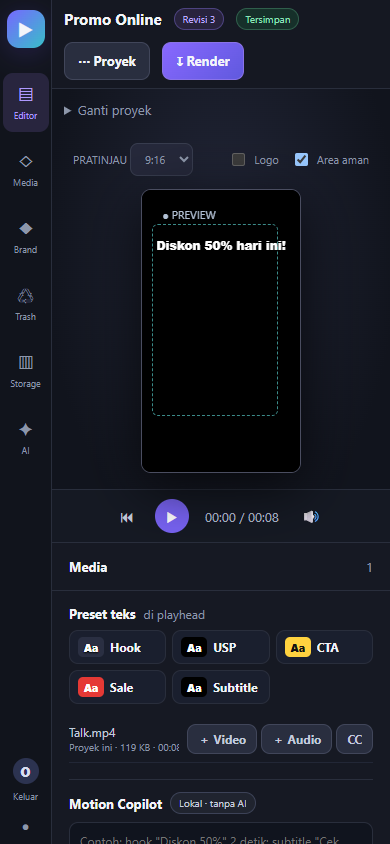 Promo Online
Revisi 3
Tersimpan
Proyek
Render
Editor
Ganti proyek
PRATINJAU
9:16
Logo
Area aman
Media
PREVIEW
Diskon 50% hari ini!
Brand
Trash
Storage
AI
00:00 / 00:08
Media
1
Preset teks
di playhead
Aa Hook
Aa USP
Aa CTA
Aa Sale
Aa Subtitle
Talk.mp4
Proyek ini · 119 KB · 00:08
+ Video
+ Audio
CC
O
Keluar
Motion Copilot
Lokal · tanpa AI
Contoh: hook "Diskon 50%" 2 detik; subtitle "Cek